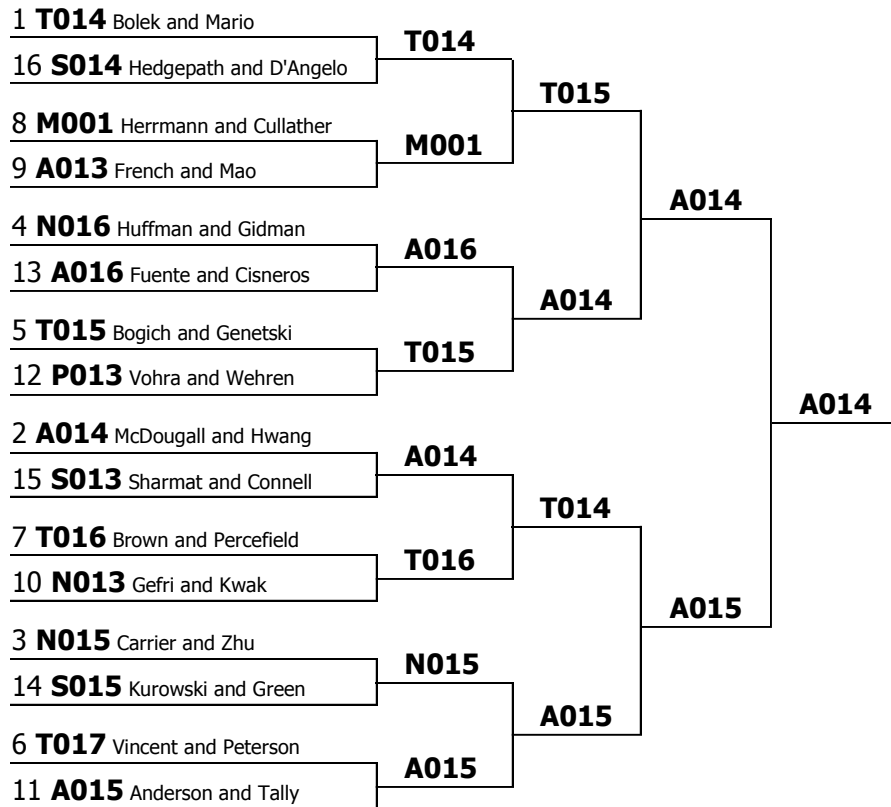 1 T014 Bolek and Mario
16 S014 Hedgepath and D'Angelo
8 M001 Herrmann and Cullather
9 A013 French and Mao
4 N016 Huffman and Gidman
13 A016 Fuente and Cisneros
5 T015 Bogich and Genetski
12 P013 Vohra and Wehren
2 A014 McDougall and Hwang
15 S013 Sharmat and Connell
7 T016 Brown and Percefield
10 N013 Gefri and Kwak
3 N015 Carrier and Zhu
14 S015 Kurowski and Green
6 T017 Vincent and Peterson
11 A015 Anderson and Tally
T014
M001
A016
T015
A014
T016
N015
A015
T015
A014
T014
A015
A014
A015
A014